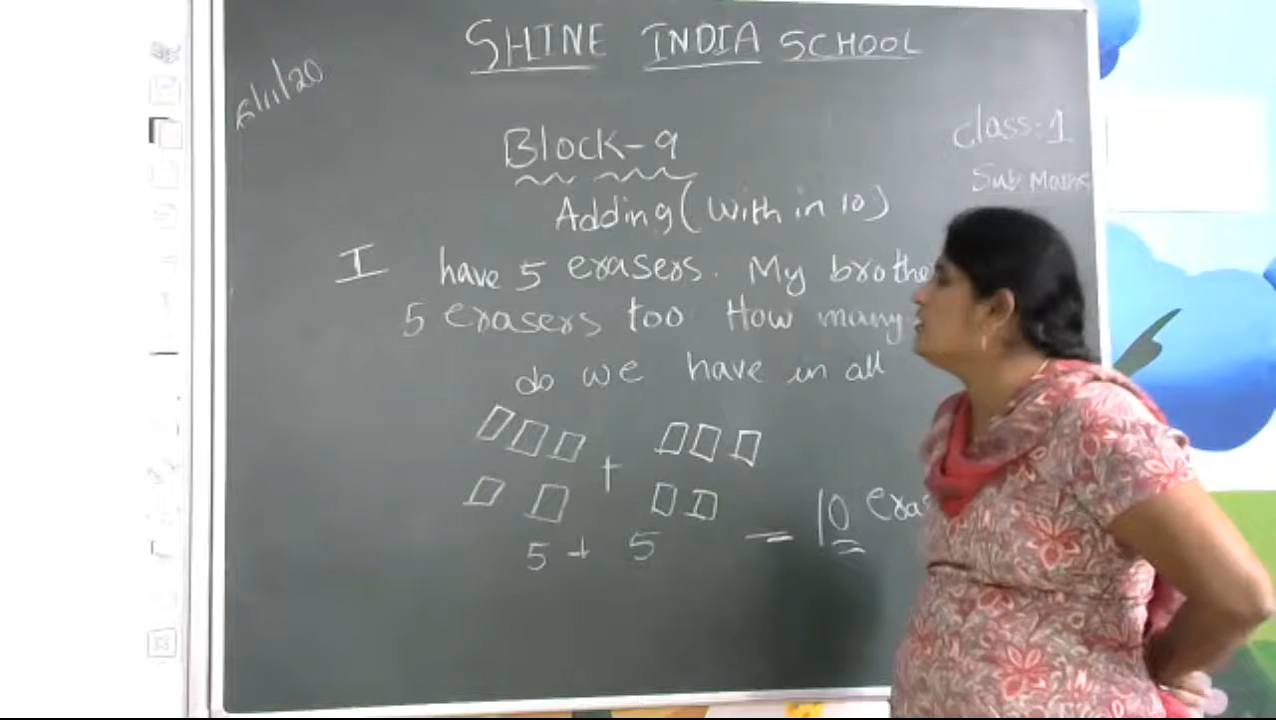 SHINE INDIA SCHOOL
/11/20
Block-9
Class-1
Sub Maths
Adding (with in 10)
I have 5 erasers. My brothe
5 erasers too How many
do we have in all
+
5 + 5 = 10 eras